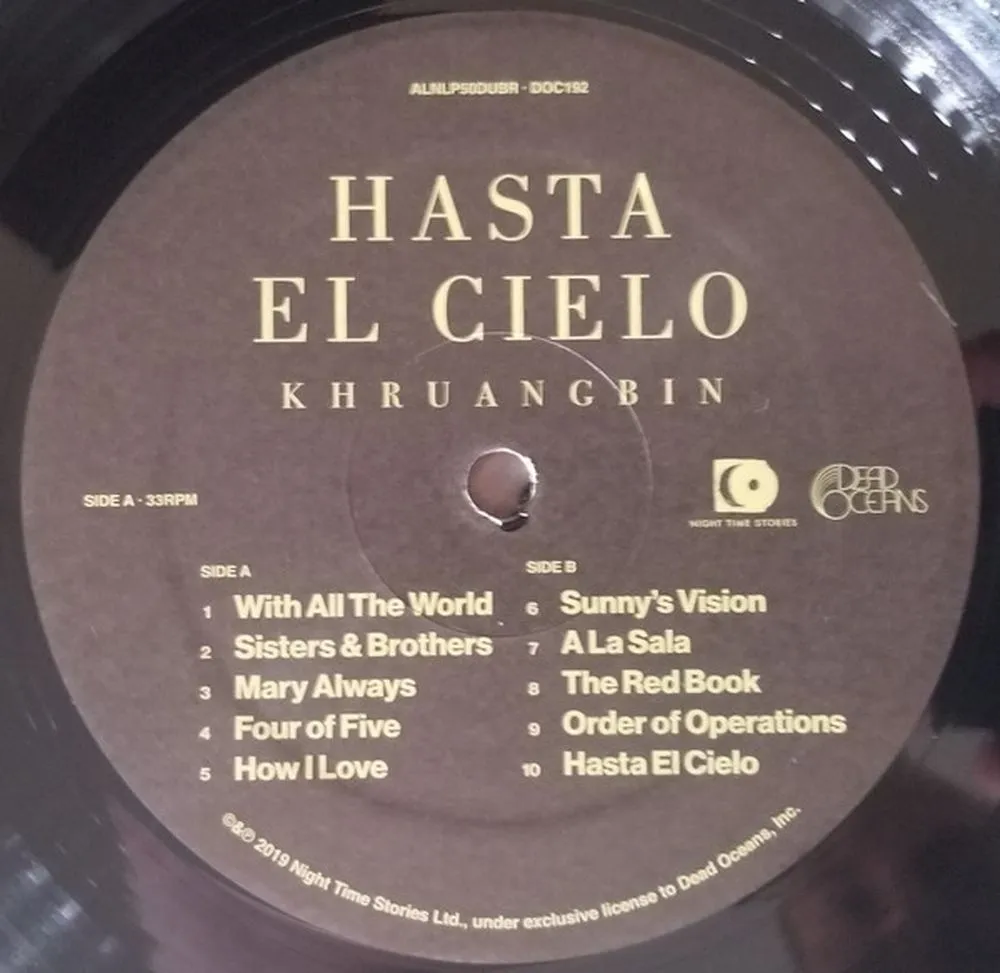 ALNLP50DUBR · DOC192
HASTA
EL CIELO
KHRUANGBIN
SIDE A · 33RPM
NIGHT TIME STORIES
DEAD
OCEANS
SIDE A
1 With All The World
2 Sisters & Brothers
3 Mary Always
4 Four of Five
5 How I Love
SIDE B
6 Sunny's Vision
7 A La Sala
8 The Red Book
9 Order of Operations
10 Hasta El Cielo
©&℗ 2019 Night Time Stories Ltd., under exclusive license to Dead Oceans, Inc.